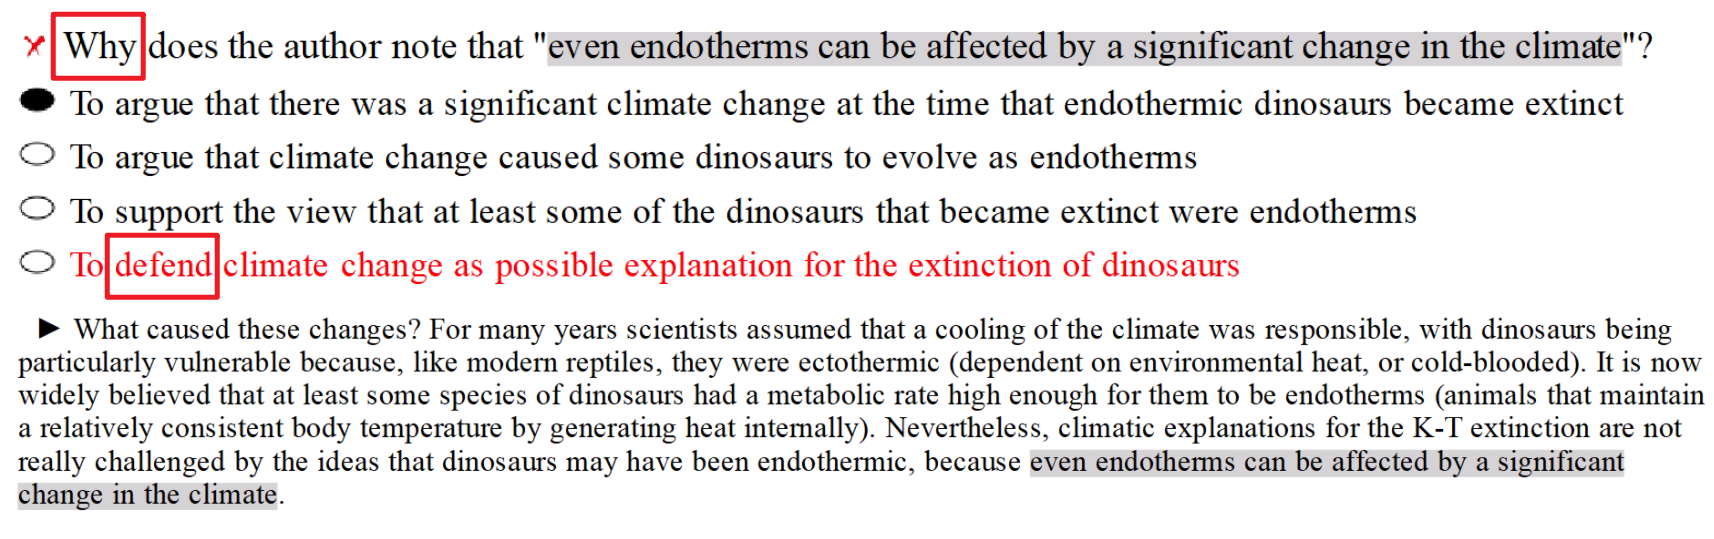 Why does the author note that "even endotherms can be affected by a significant change in the climate"?
To argue that there was a significant climate change at the time that endothermic dinosaurs became extinct
To argue that climate change caused some dinosaurs to evolve as endotherms
To support the view that at least some of the dinosaurs that became extinct were endotherms
To defend climate change as possible explanation for the extinction of dinosaurs
► What caused these changes? For many years scientists assumed that a cooling of the climate was responsible, with dinosaurs being
particularly vulnerable because, like modern reptiles, they were ectothermic (dependent on environmental heat, or cold-blooded). It is now
widely believed that at least some species of dinosaurs had a metabolic rate high enough for them to be endotherms (animals that maintain
a relatively consistent body temperature by generating heat internally). Nevertheless, climatic explanations for the K-T extinction are not
really challenged by the ideas that dinosaurs may have been endothermic, because even endotherms can be affected by a significant
change in the climate.